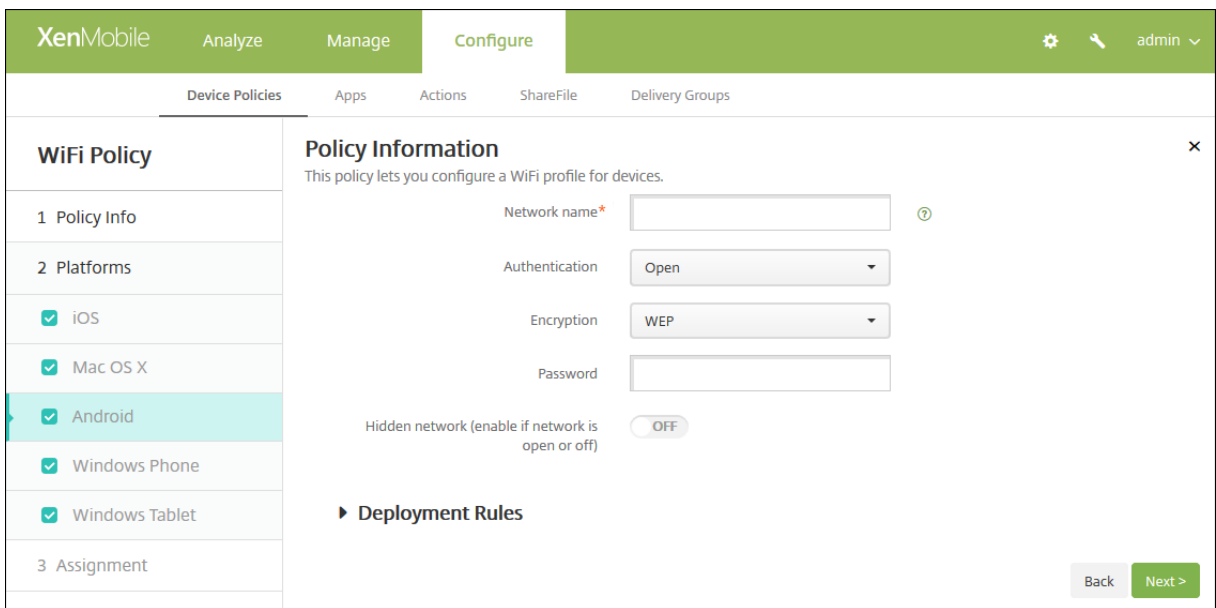 XenMobile Analyze Manage Configure admin
Device Policies Apps Actions ShareFile Delivery Groups
WiFi Policy
1 Policy Info
2 Platforms
iOS
Mac OS X
Android
Windows Phone
Windows Tablet
3 Assignment
Policy Information
This policy lets you configure a WiFi profile for devices.
Network name* ?
Authentication Open
Encryption WEP
Password
Hidden network (enable if network is OFF
open or off)
Deployment Rules
Back Next >